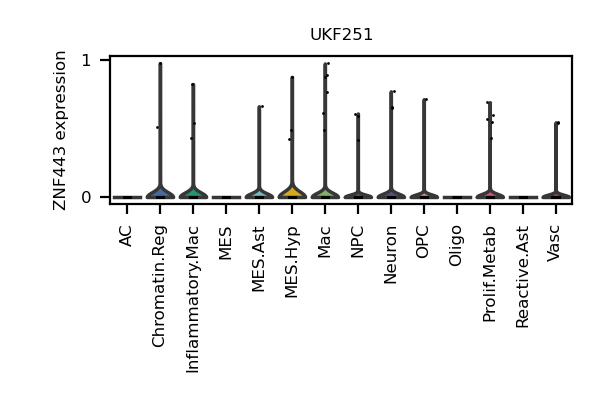 UKF251
ZNF443 expression
1
0
AC
Chromatin.Reg
Inflammatory.Mac
MES
MES.Ast
MES.Hyp
Mac
NPC
Neuron
OPC
Oligo
Prolif.Metab
Reactive.Ast
Vasc